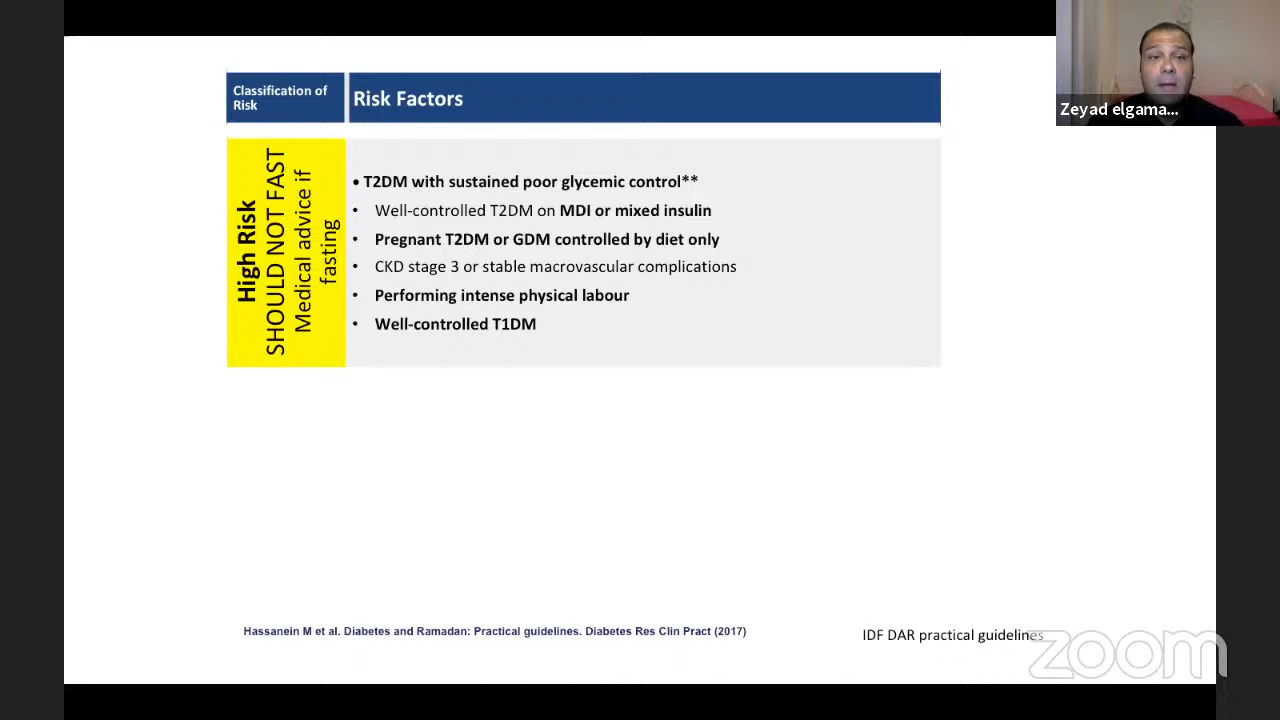 Classification of
Risk
Risk Factors
High Risk
SHOULD NOT FAST
Medical advice if
fasting
• T2DM with sustained poor glycemic control**
• Well-controlled T2DM on MDI or mixed insulin
• Pregnant T2DM or GDM controlled by diet only
• CKD stage 3 or stable macrovascular complications
• Performing intense physical labour
• Well-controlled T1DM
Zeyad elgama...
Hassanein M et al. Diabetes and Ramadan: Practical guidelines. Diabetes Res Clin Pract (2017)
IDF DAR practical guidelines
zoom